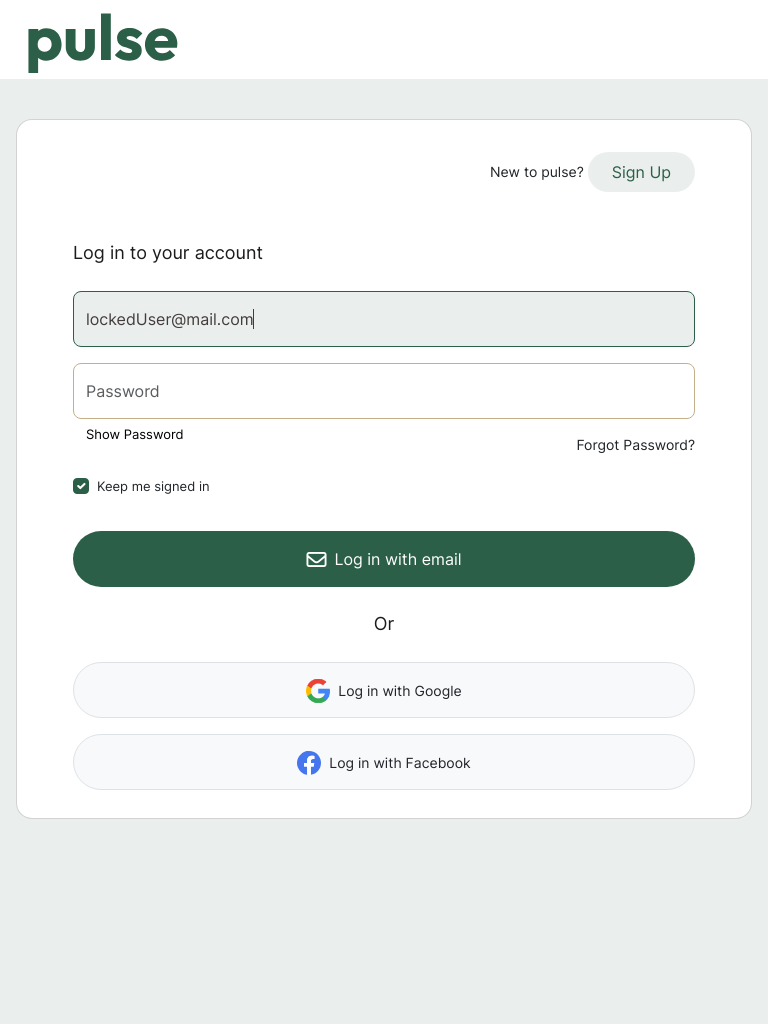 pulse
New to pulse? Sign Up
Log in to your account
lockedUser@mail.com
Password
Show Password
Forgot Password?
Keep me signed in
Log in with email
Or
Log in with Google
Log in with Facebook